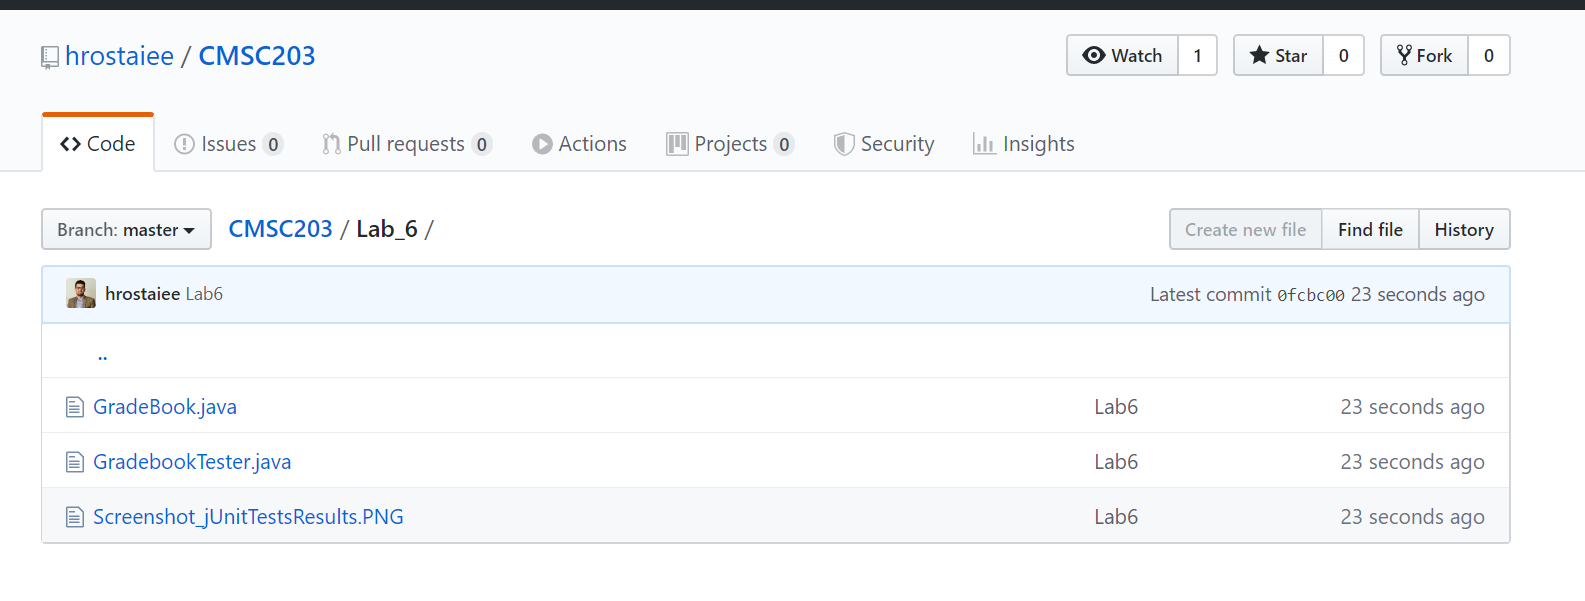 hrostaiee / CMSC203
Watch 1 Star 0 Fork 0
Code Issues 0 Pull requests 0 Actions Projects 0 Security Insights
Branch: master CMSC203 / Lab_6 / Create new file Find file History
hrostaiee Lab6 Latest commit 0fcbc00 23 seconds ago
..
GradeBook.java Lab6 23 seconds ago
GradebookTester.java Lab6 23 seconds ago
Screenshot_jUnitTestsResults.PNG Lab6 23 seconds ago